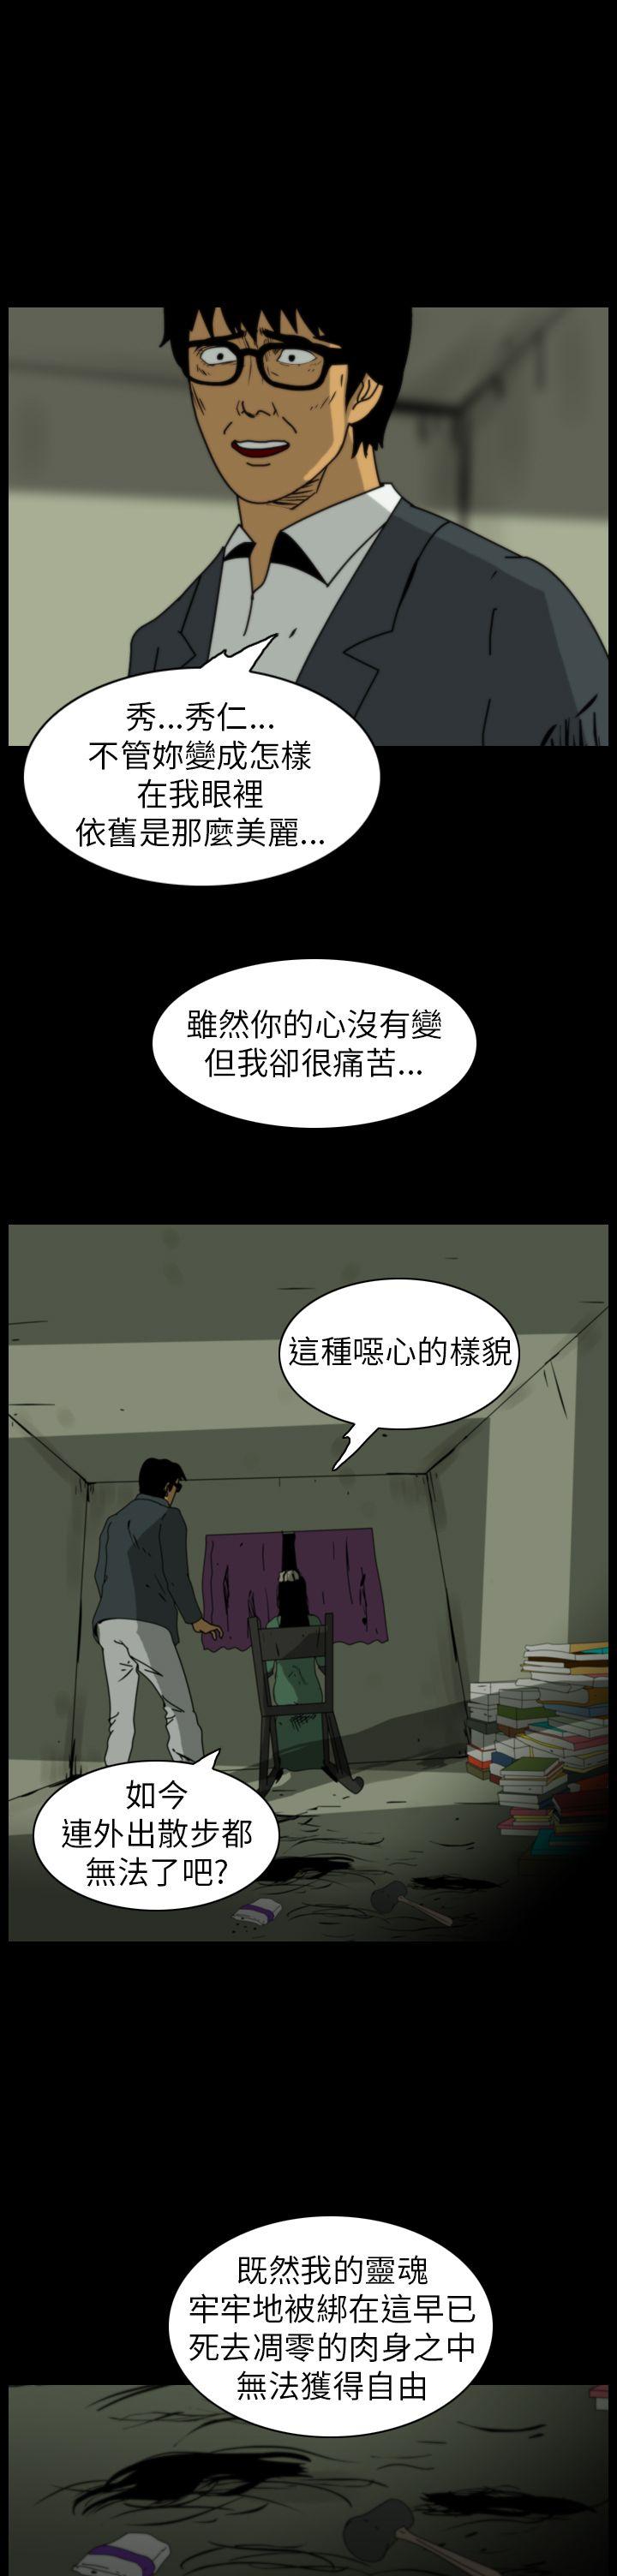 秀...秀仁...
不管妳變成怎樣
在我眼裡
依舊是那麼美麗...
雖然你的心沒有變
但我卻很痛苦...
這種噁心的樣貌
如今
連外出散步都
無法了吧?
既然我的靈魂
牢牢地被綁在這早已
死去凋零的肉身之中
無法獲得自由